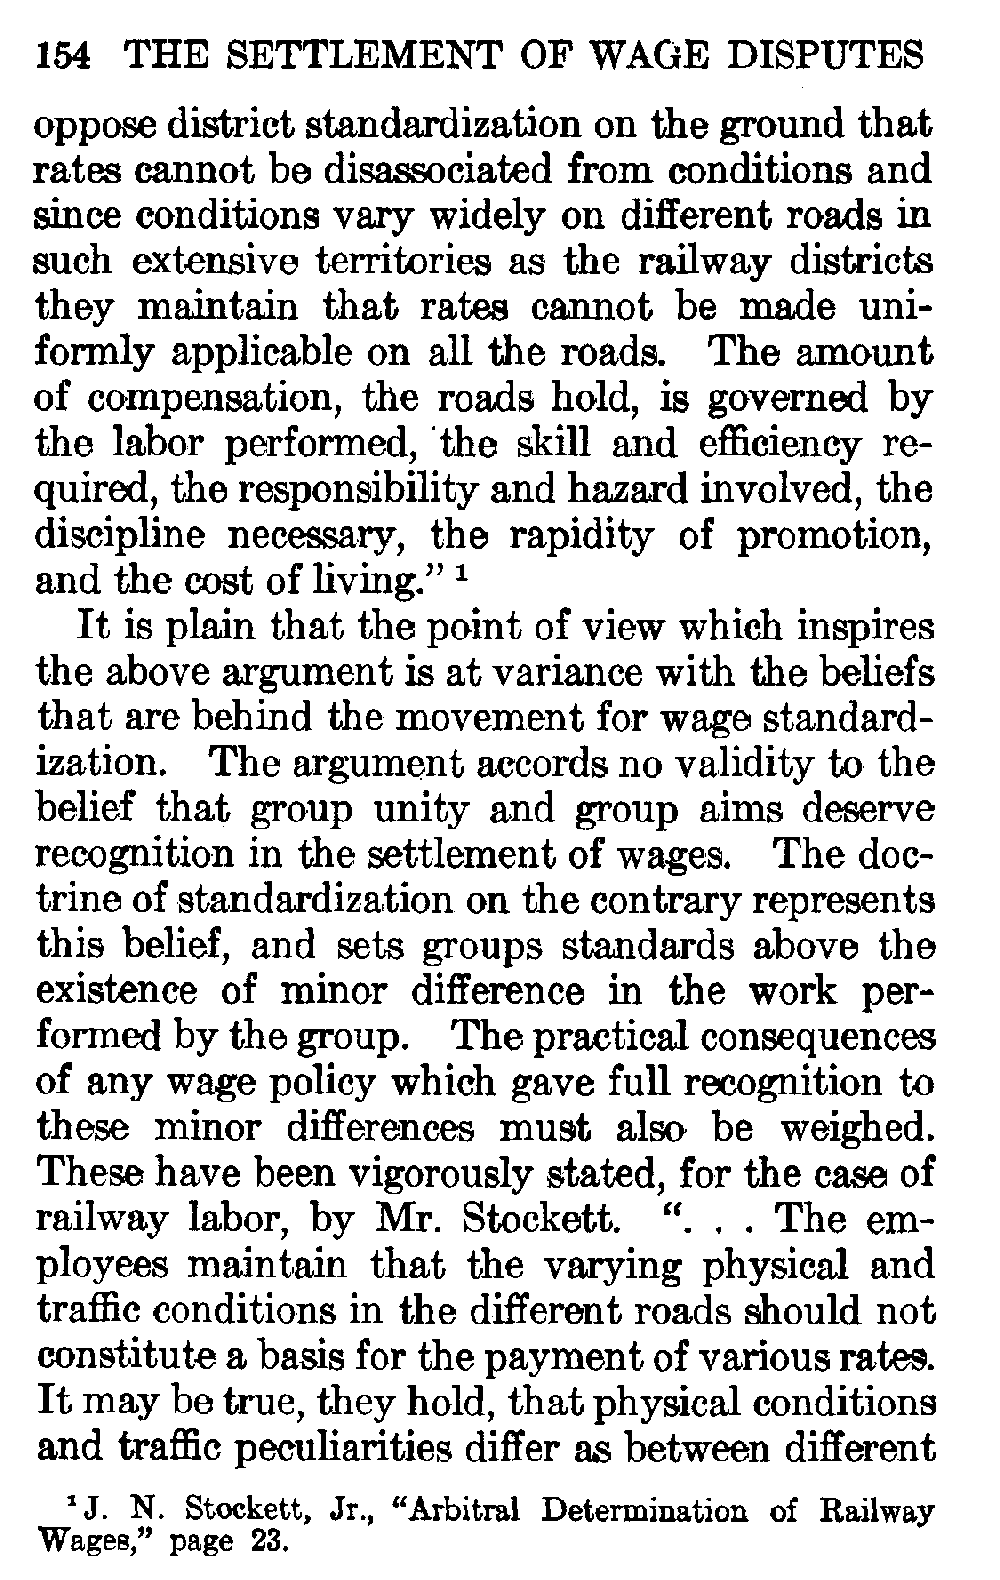 154 THE SETTLEMENT OF WAGE DISPUTES
oppose district standardization on the ground that
rates cannot be disassociated from conditions and
since conditions vary widely on different roads in
such extensive territories as the railway districts
they maintain that rates cannot be made uni-
formly applicable on all the roads. The amount
of compensation, the roads hold, is governed by
the labor performed, the skill and efficiency re-
quired, the responsibility and hazard involved, the
discipline necessary, the rapidity of promotion,
and the cost of living.” ¹
It is plain that the point of view which inspires
the above argument is at variance with the beliefs
that are behind the movement for wage standard-
ization. The argument accords no validity to the
belief that group unity and group aims deserve
recognition in the settlement of wages. The doc-
trine of standardization on the contrary represents
this belief, and sets groups standards above the
existence of minor difference in the work per-
formed by the group. The practical consequences
of any wage policy which gave full recognition to
these minor differences must also be weighed.
These have been vigorously stated, for the case of
railway labor, by Mr. Stockett. “. . . The em-
ployees maintain that the varying physical and
traffic conditions in the different roads should not
constitute a basis for the payment of various rates.
It may be true, they hold, that physical conditions
and traffic peculiarities differ as between different
¹ J. N. Stockett, Jr., “Arbitral Determination of Railway
Wages,” page 23.